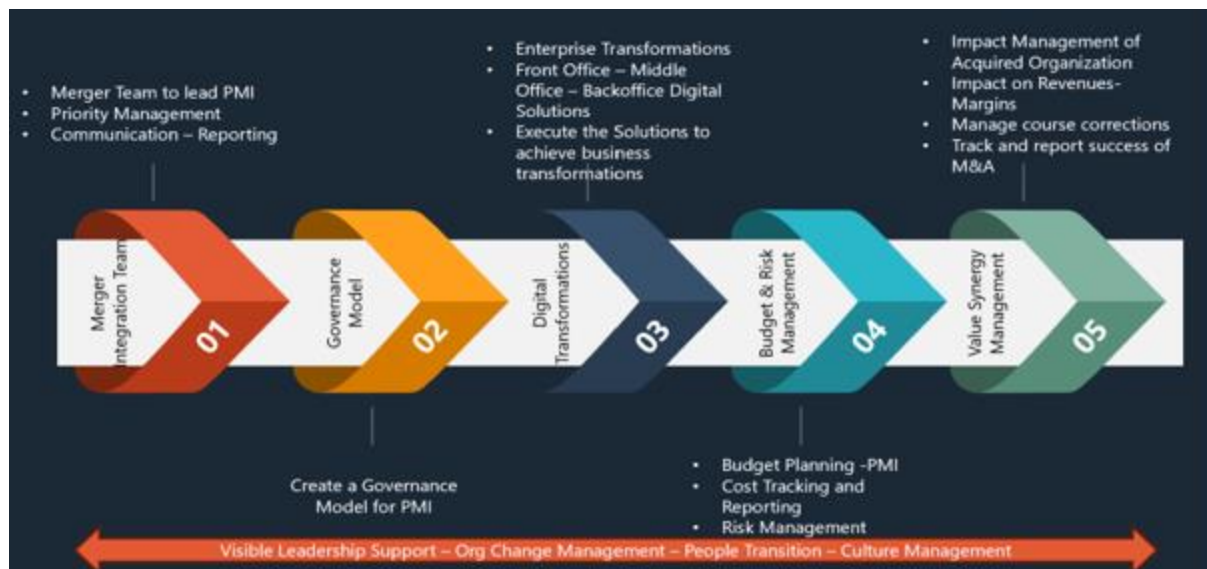 • Merger Team to lead PMI
• Priority Management
• Communication – Reporting
• Enterprise Transformations
• Front Office – Middle
Office – Backoffice Digital
Solutions
• Execute the Solutions to
achieve business
transformations
• Impact Management of
Acquired Organization
• Impact on Revenues-
Margins
• Manage course corrections
• Track and report success of
M&A
Merger
Integration Team
01
Governance
Model
02
Digital
Transformations
03
Budget & Risk
Management
04
Value Synergy
Management
05
Create a Governance
Model for PMI
• Budget Planning -PMI
• Cost Tracking and
Reporting
• Risk Management
Visible Leadership Support – Org Change Management – People Transition – Culture Management